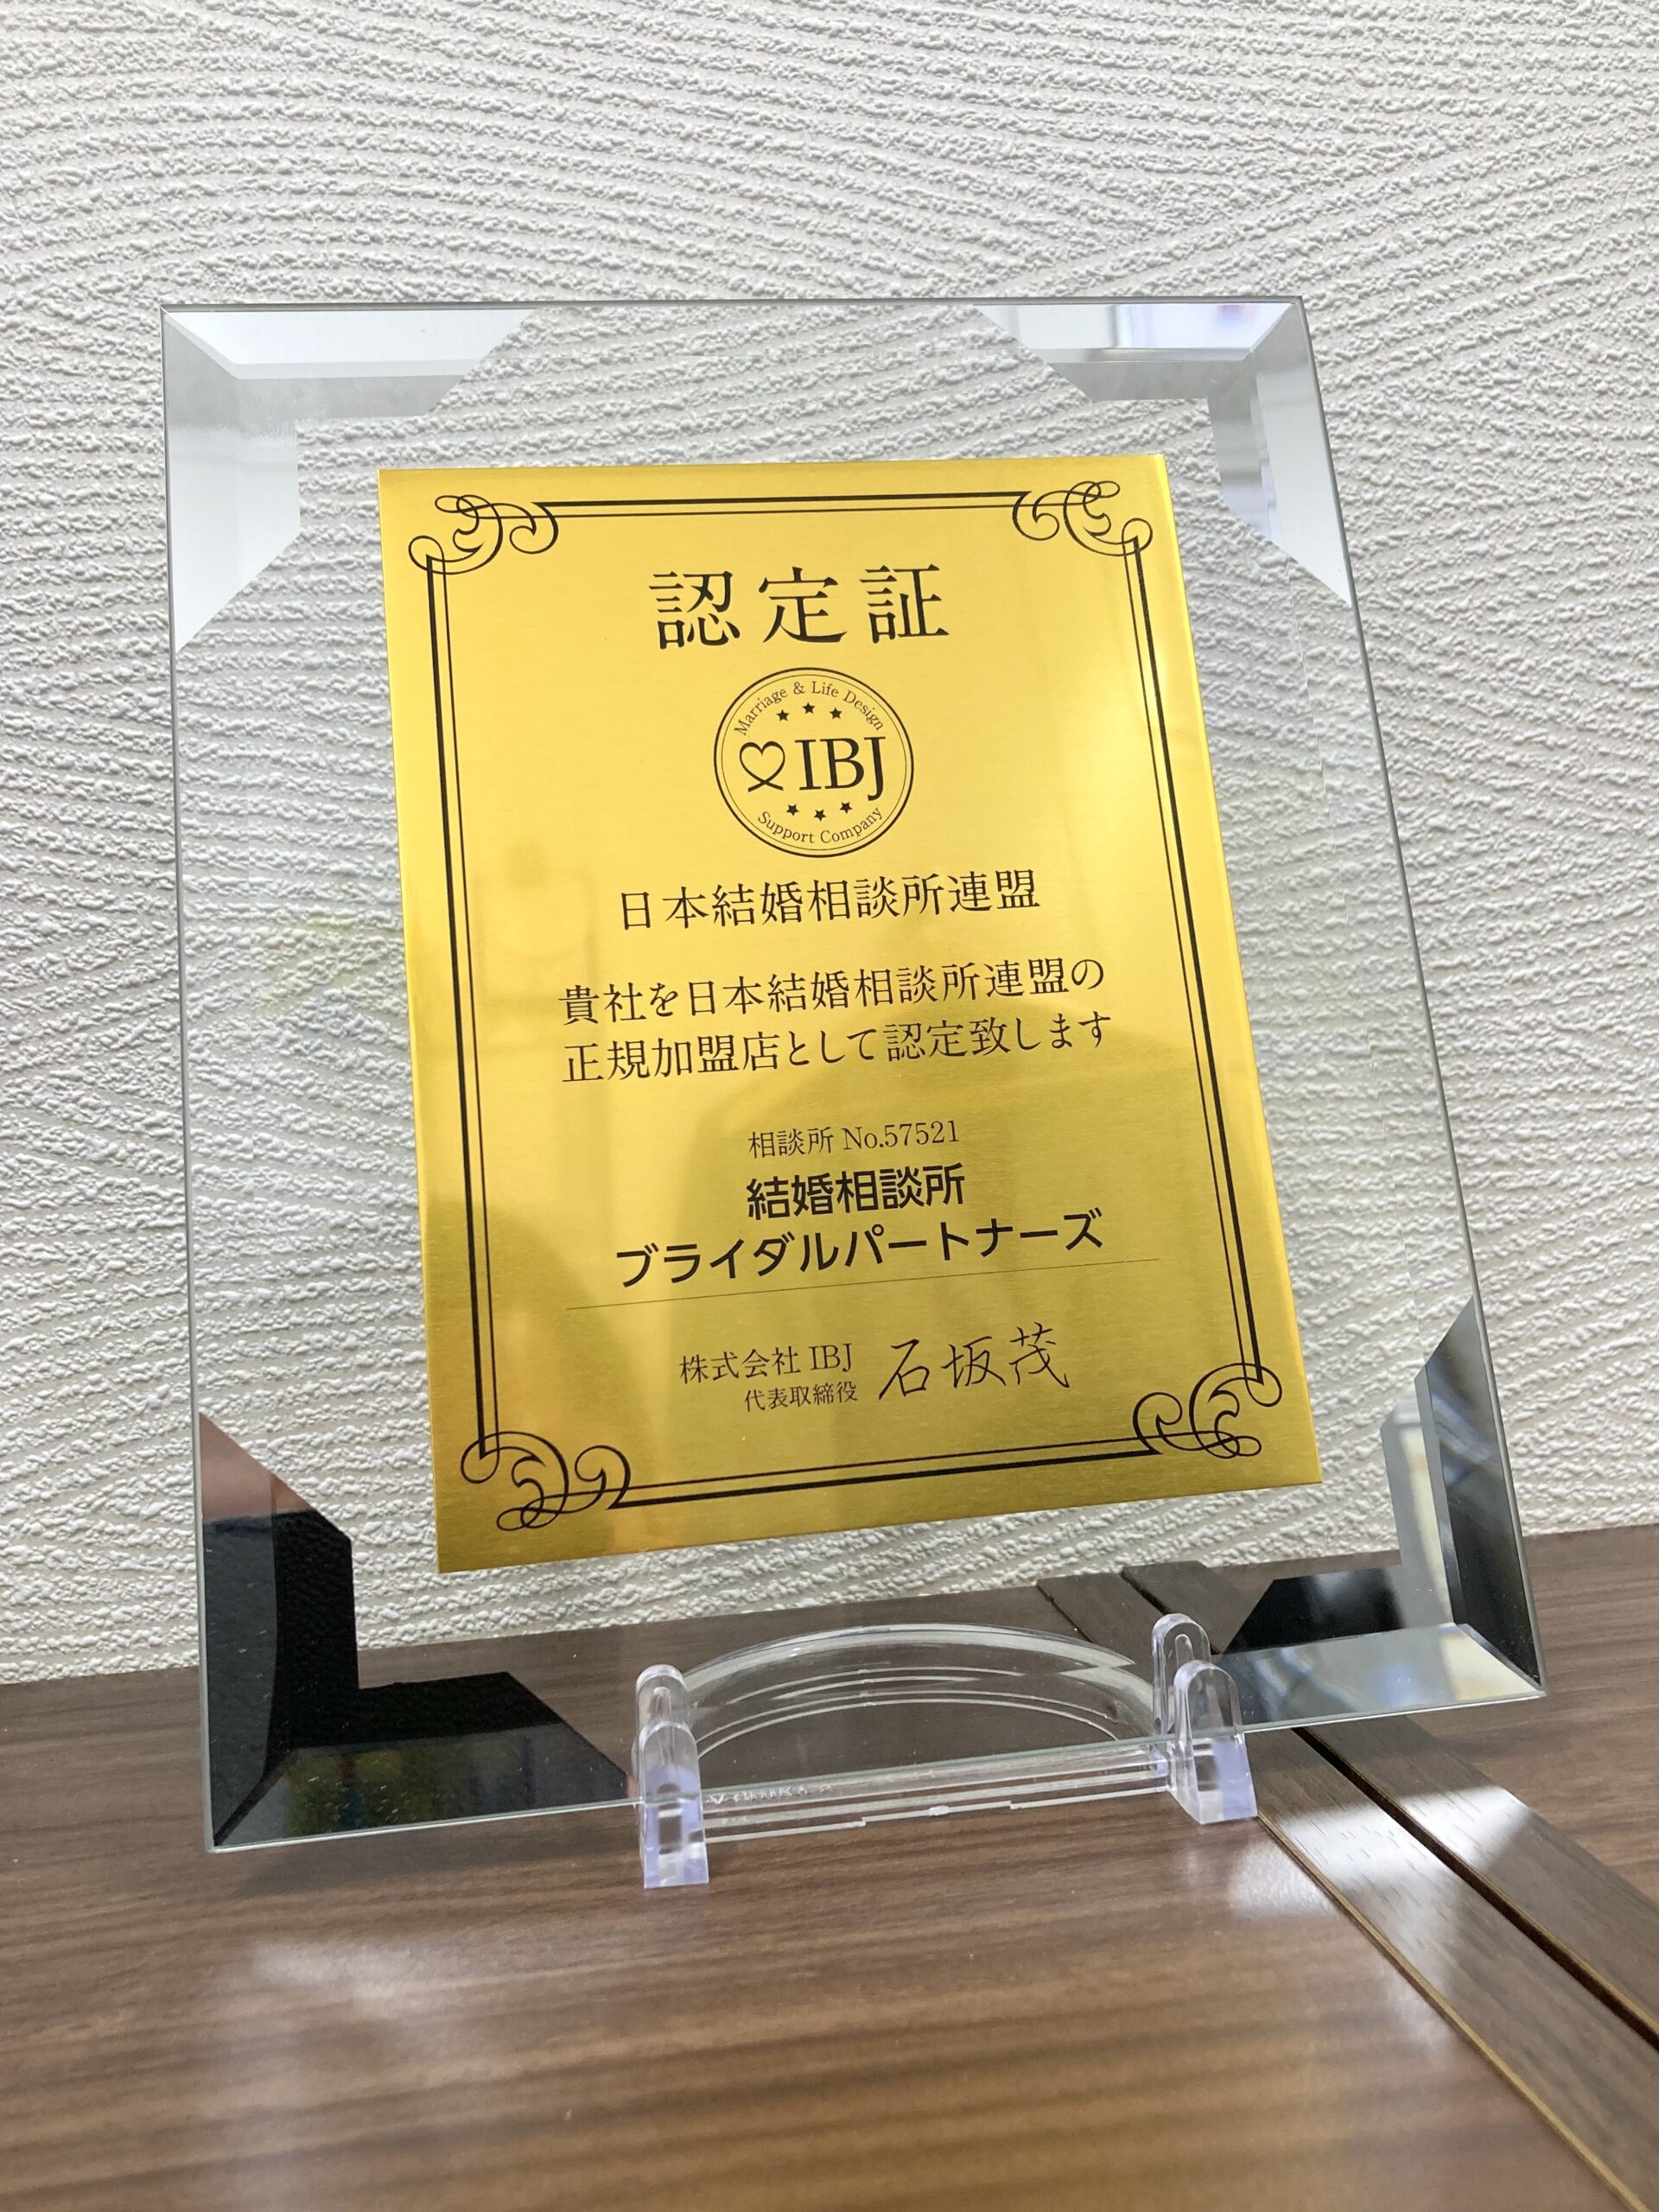 認定証
Marriage & Life Design
IBJ
Support Company
日本結婚相談所連盟
貴社を日本結婚相談所連盟の
正規加盟店として認定致します
相談所 No.57521
結婚相談所
ブライダルパートナーズ
株式会社 IBJ
代表取締役 石坂茂